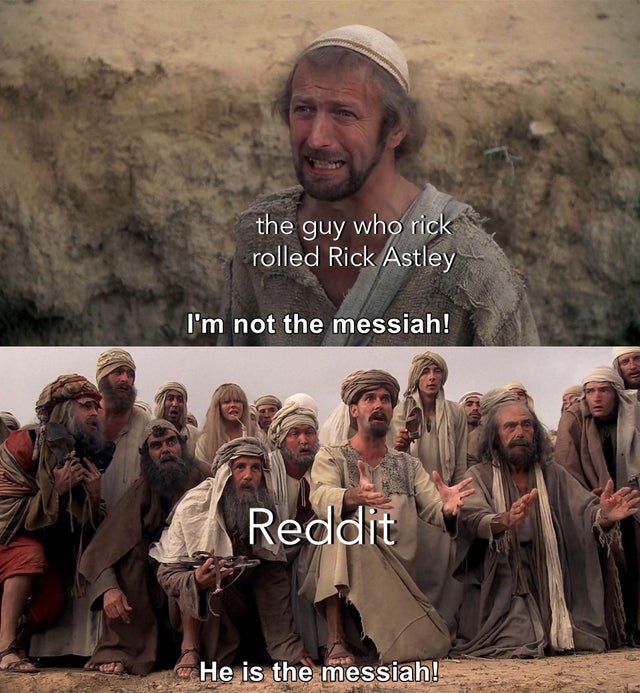 the guy who rick
rolled Rick Astley
I'm not the messiah!
Reddit
He is the messiah!